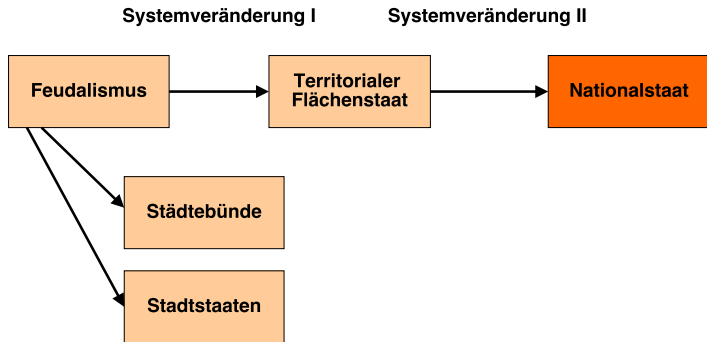 Systemveränderung I
Systemveränderung II
Feudalismus
Territorialer
Flächenstaat
Nationalstaat
Städtebünde
Stadtstaaten